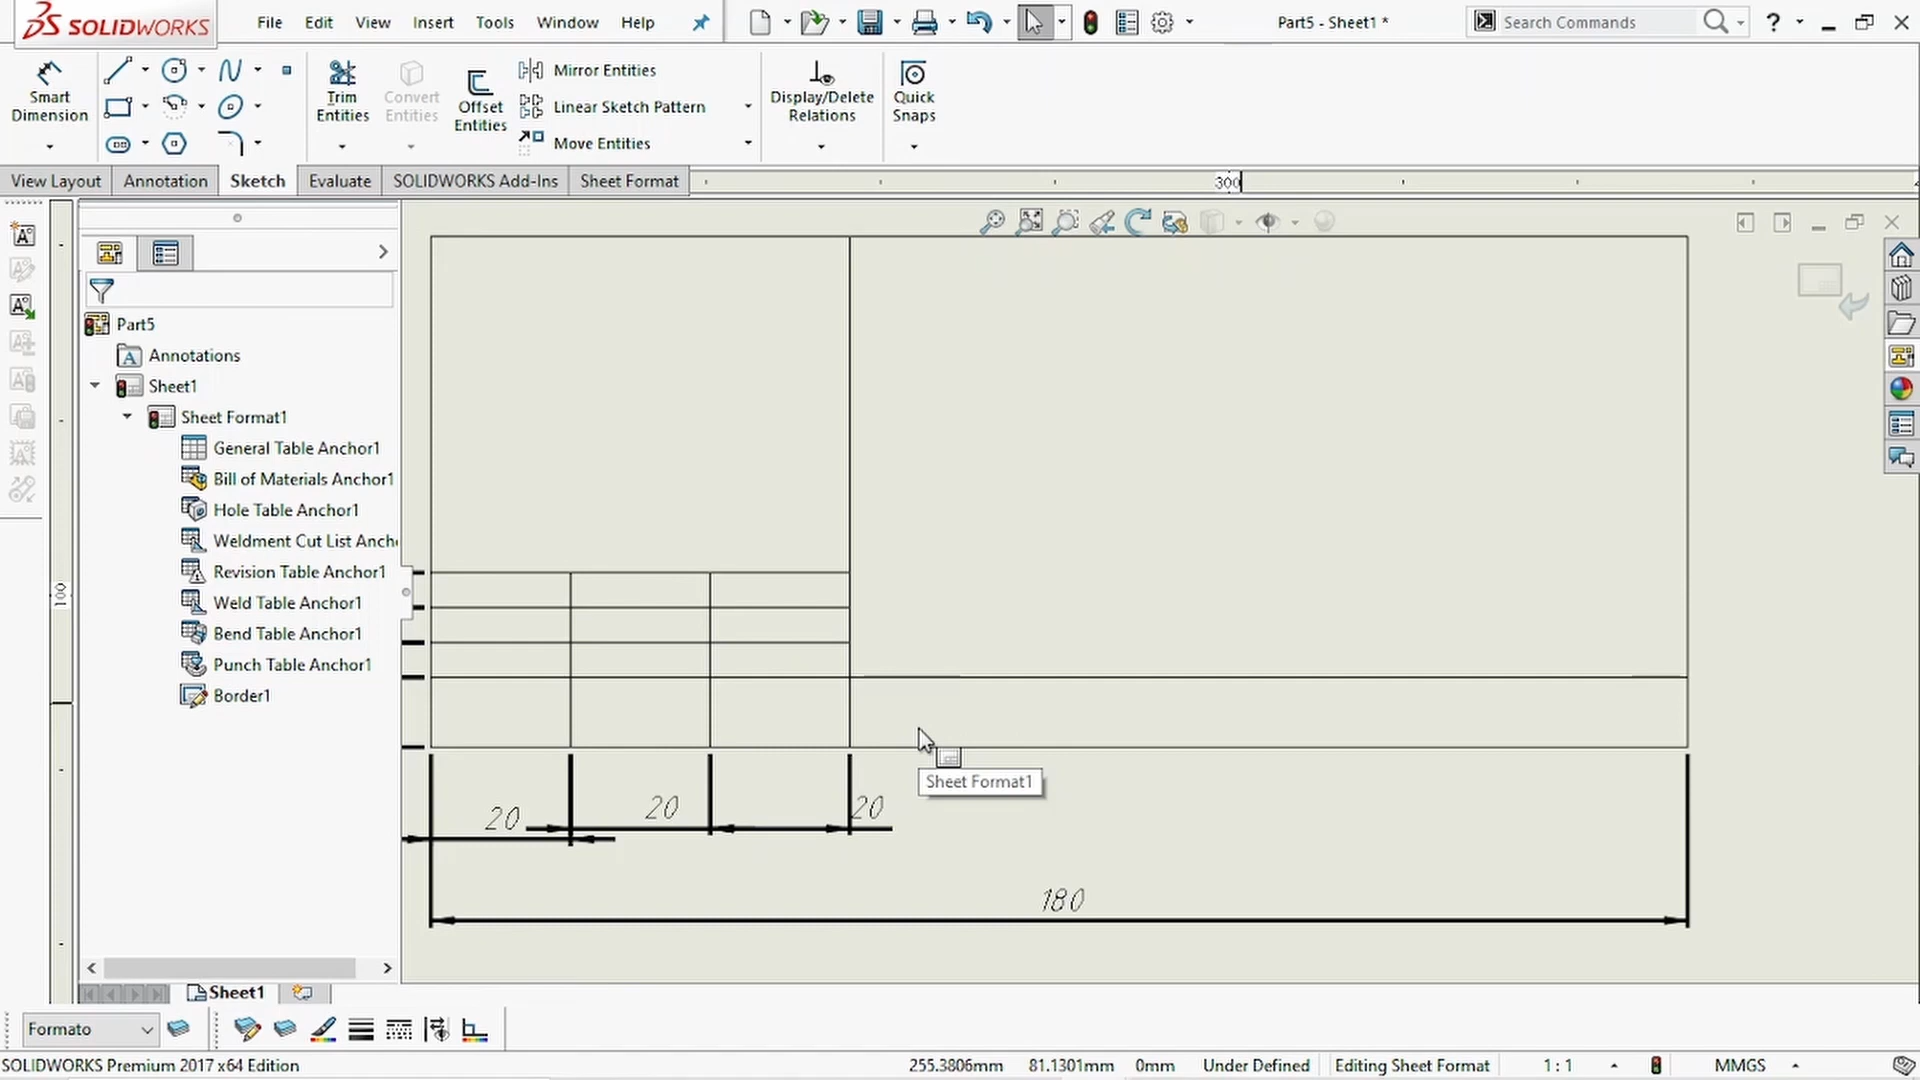 SOLIDWORKS File Edit View Insert Tools Window Help Part5 - Sheet1 * Search Commands ?
Smart Dimension
Trim Entities
Convert Entities
Offset Entities
Mirror Entities
Linear Sketch Pattern
Move Entities
Display/Delete Relations
Quick Snaps
View Layout Annotation Sketch Evaluate SOLIDWORKS Add-Ins Sheet Format
300
Part5
Annotations
Sheet1
Sheet Format1
General Table Anchor1
Bill of Materials Anchor1
Hole Table Anchor1
Weldment Cut List Anch
Revision Table Anchor1
Weld Table Anchor1
Bend Table Anchor1
Punch Table Anchor1
Border1
100
Sheet Format1
20 20 20
180
Sheet1
Formato
SOLIDWORKS Premium 2017 x64 Edition 255.3806mm 81.1301mm 0mm Under Defined Editing Sheet Format 1 : 1 MMGS